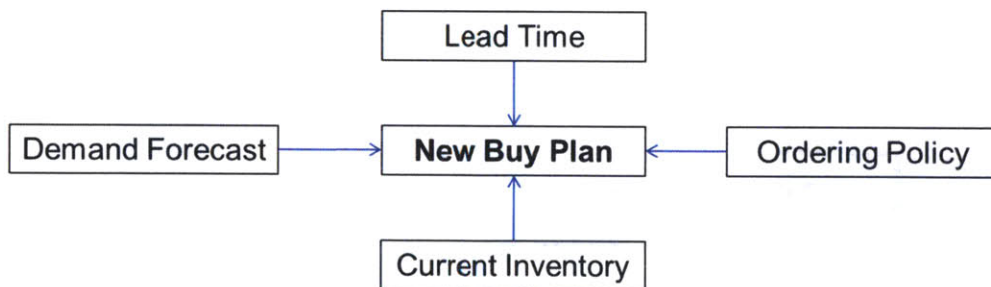 Lead Time
Demand Forecast
New Buy Plan
Ordering Policy
Current Inventory